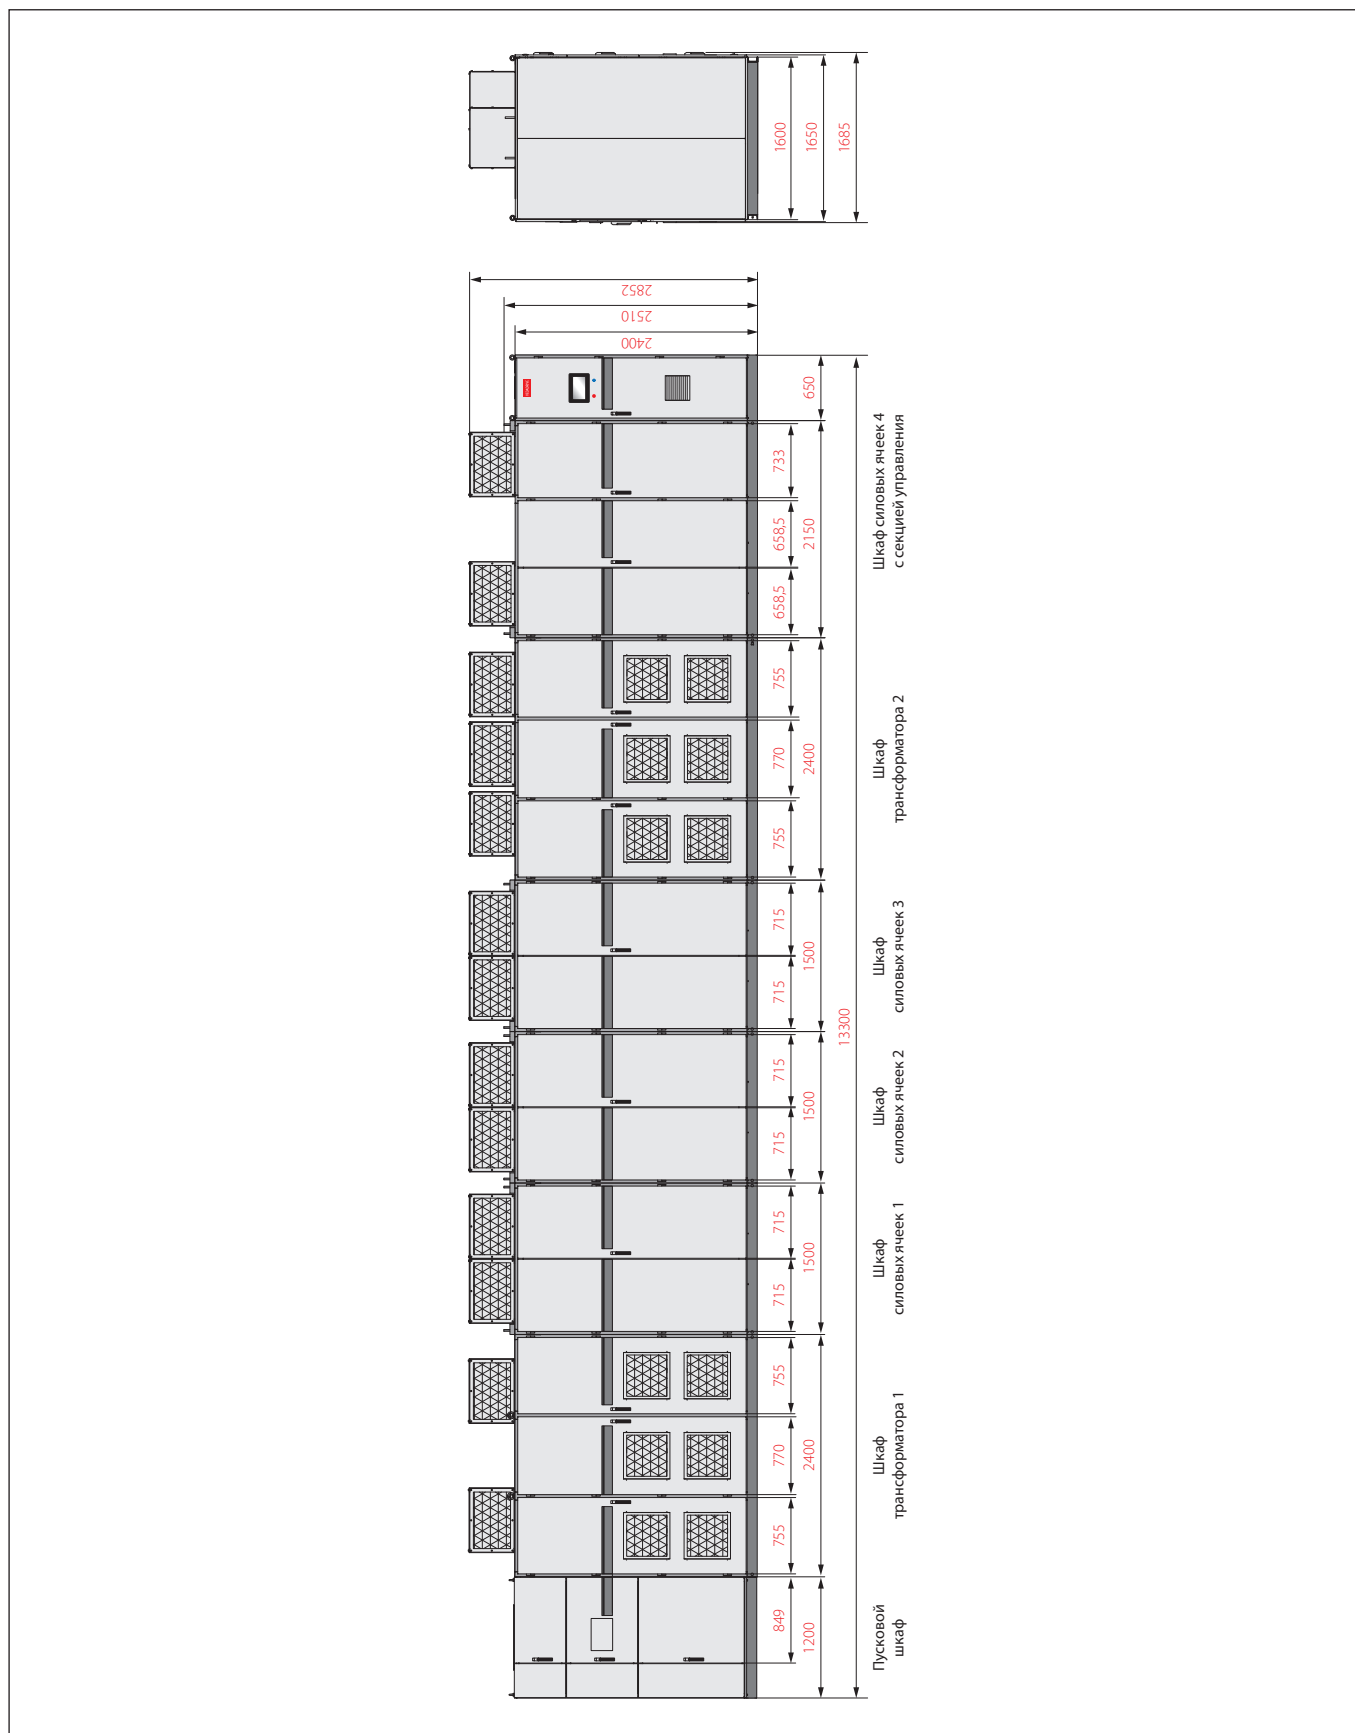 1600
1650
1685
2852
2510
2400
849
755
770
755
715
715
715
715
715
715
755
770
755
658,5
658,5
733
650
1200
2400
1500
1500
1500
2400
2150
13300
Пусковой
шкаф
Шкаф
трансформатора 1
Шкаф
силовых ячеек 1
Шкаф
силовых ячеек 2
Шкаф
силовых ячеек 3
Шкаф
трансформатора 2
Шкаф силовых ячеек 4
с секцией управления